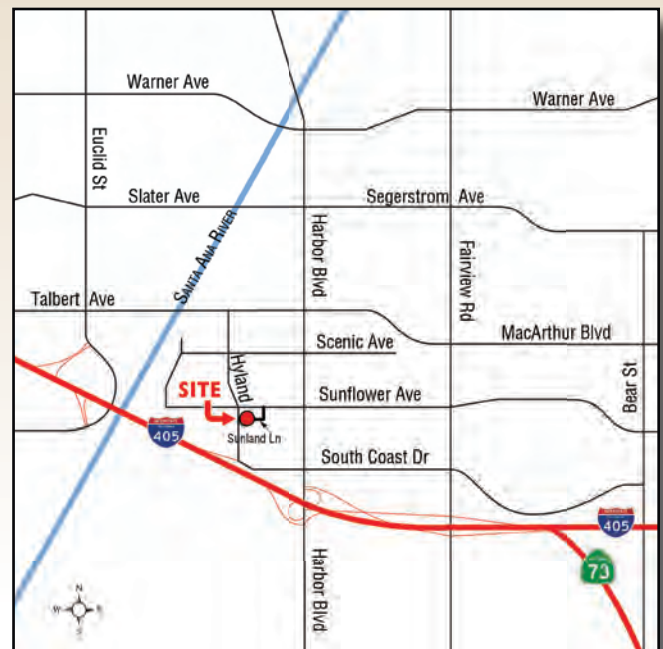 Warner Ave
Warner Ave
Euclid St
Slater Ave
Segerstrom Ave
SANTA ANA RIVER
Harbor Blvd
Fairview Rd
Talbert Ave
MacArthur Blvd
Scenic Ave
Hyland
Bear St
SITE
Sunflower Ave
Sunland Ln
405
South Coast Dr
405
73
Harbor Blvd
N
W
E
S